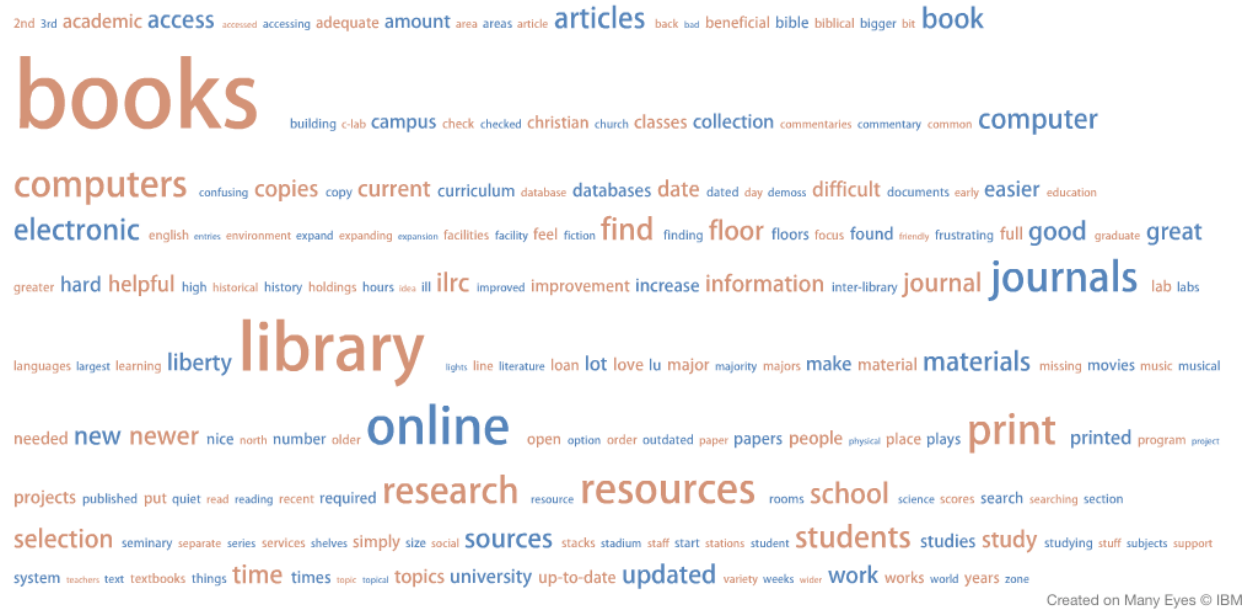 2nd 3rd academic access accessed accessing adequate amount area areas article articles back bad beneficial bible biblical bigger bit book
books building c-lab campus check checked christian church classes collection commentaries commentary common computer
computers confusing copies copy current curriculum database databases date dated day demoss difficult documents early easier education
electronic english entries environment expand expanding expansion facilities facility feel fiction find finding floor floors focus found friendly frustrating full good graduate great
greater hard helpful high historical history holdings hours idea ill ilrc improved improvement increase information inter-library journal journals lab labs
languages largest learning liberty library lights line literature loan lot love lu major majority majors make material materials missing movies music musical
needed new newer nice north number older online open option order outdated paper papers people physical place plays print printed program project
projects published put quiet read reading recent required research resource resources rooms school science scores search searching section
selection seminary separate series services shelves simply size social sources stacks stadium staff start stations student students studies study studying stuff subjects support
system teachers text textbooks things time times topic topical topics university up-to-date updated variety weeks wider work works world years zone
Created on Many Eyes © IBM